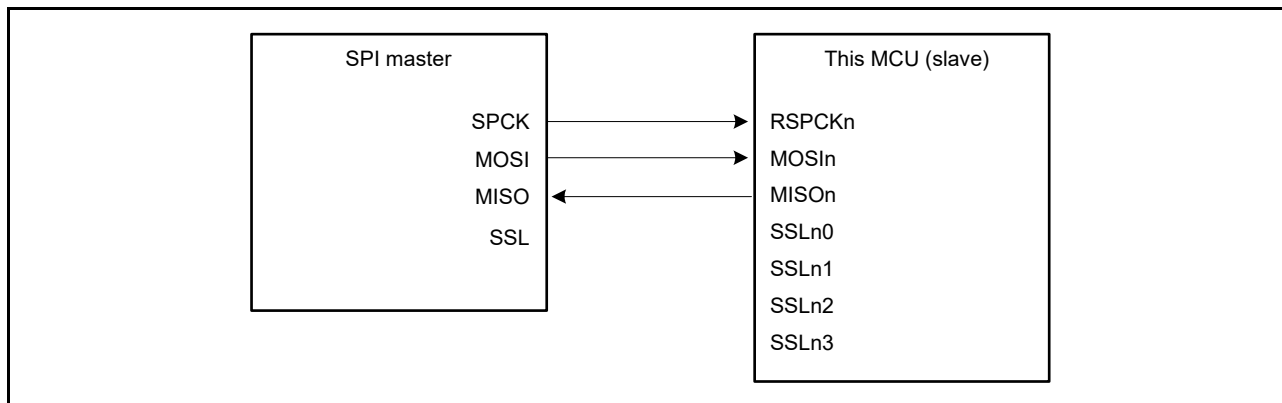 SPI master
SPCK
MOSI
MISO
SSL
This MCU (slave)
RSPCKn
MOSIn
MISOn
SSLn0
SSLn1
SSLn2
SSLn3